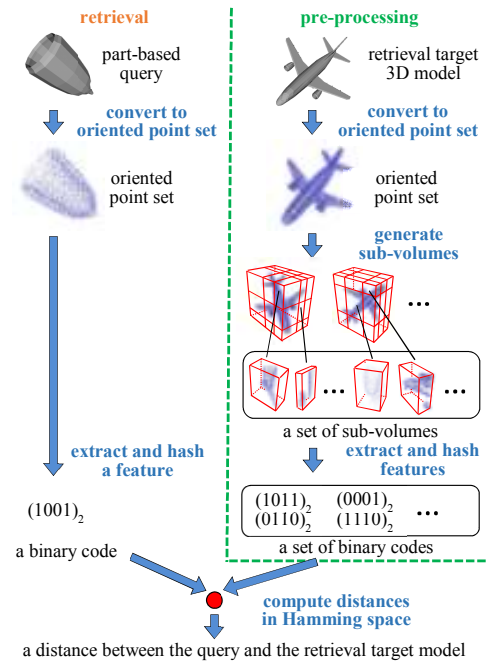 retrieval
part-based
query
convert to
oriented point set
oriented
point set
extract and hash
a feature
(1001)₂
a binary code
pre-processing
retrieval target
3D model
convert to
oriented point set
oriented
point set
generate
sub-volumes
•••
••• •••
a set of sub-volumes
extract and hash
features
(1011)₂ (0001)₂ •••
(0110)₂ (1110)₂
a set of binary codes
compute distances
in Hamming space
a distance between the query and the retrieval target model